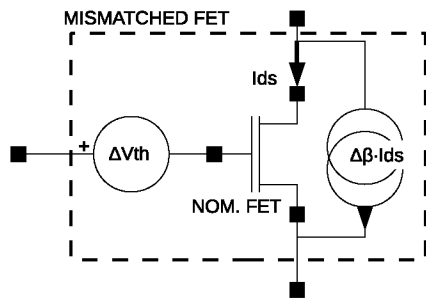 MISMATCHED FET
Ids
+
ΔVth
Δβ·Ids
NOM. FET